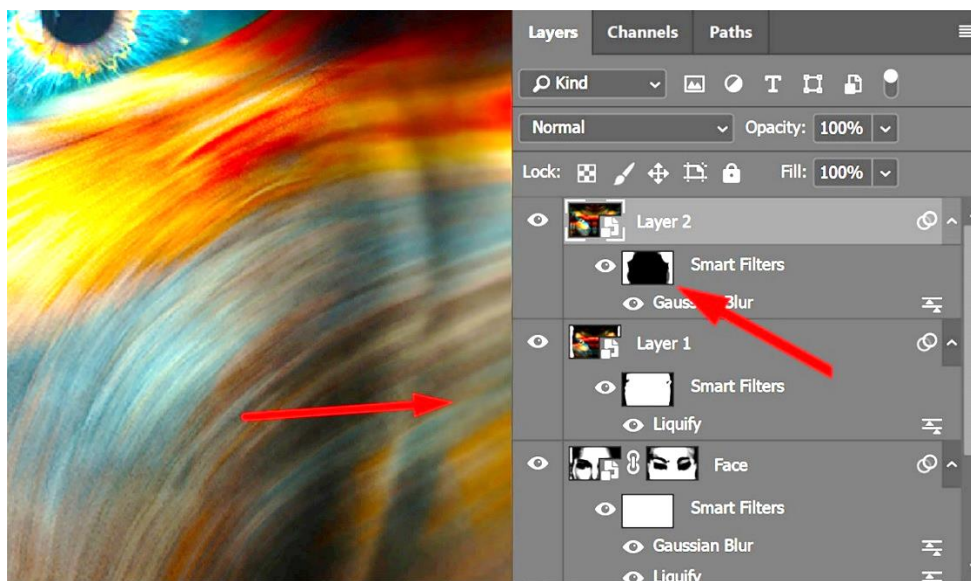 Layers Channels Paths
Kind T
Normal Opacity: 100%
Lock: Fill: 100%
Layer 2
Smart Filters
Gaussian Blur
Layer 1
Smart Filters
Liquify
Face
Smart Filters
Gaussian Blur
Liquify